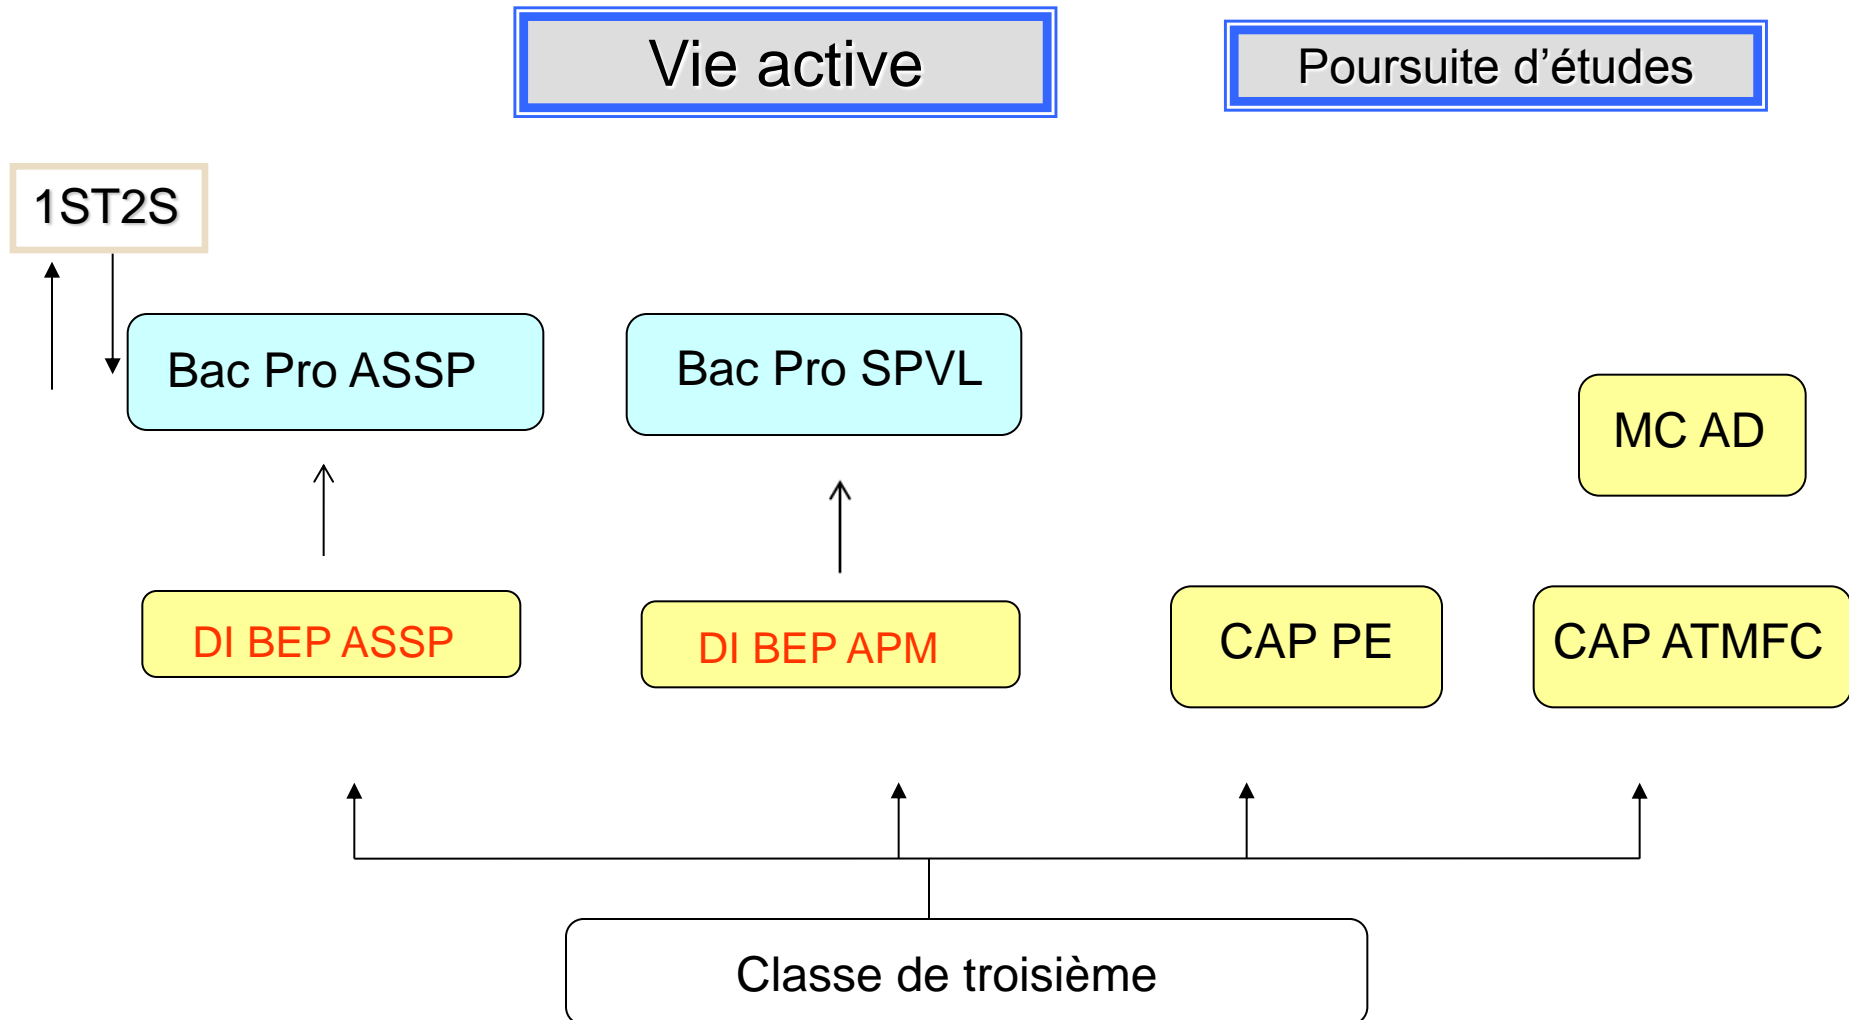 Vie active
Poursuite d’études
1ST2S
Bac Pro ASSP
Bac Pro SPVL
MC AD
DI BEP ASSP
DI BEP APM
CAP PE
CAP ATMFC
Classe de troisième